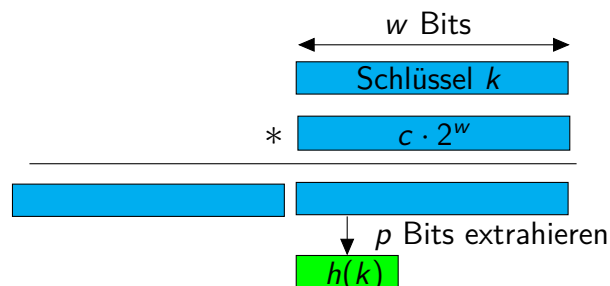 w Bits
Schlüssel k
* c · 2^w
p Bits extrahieren
h(k)